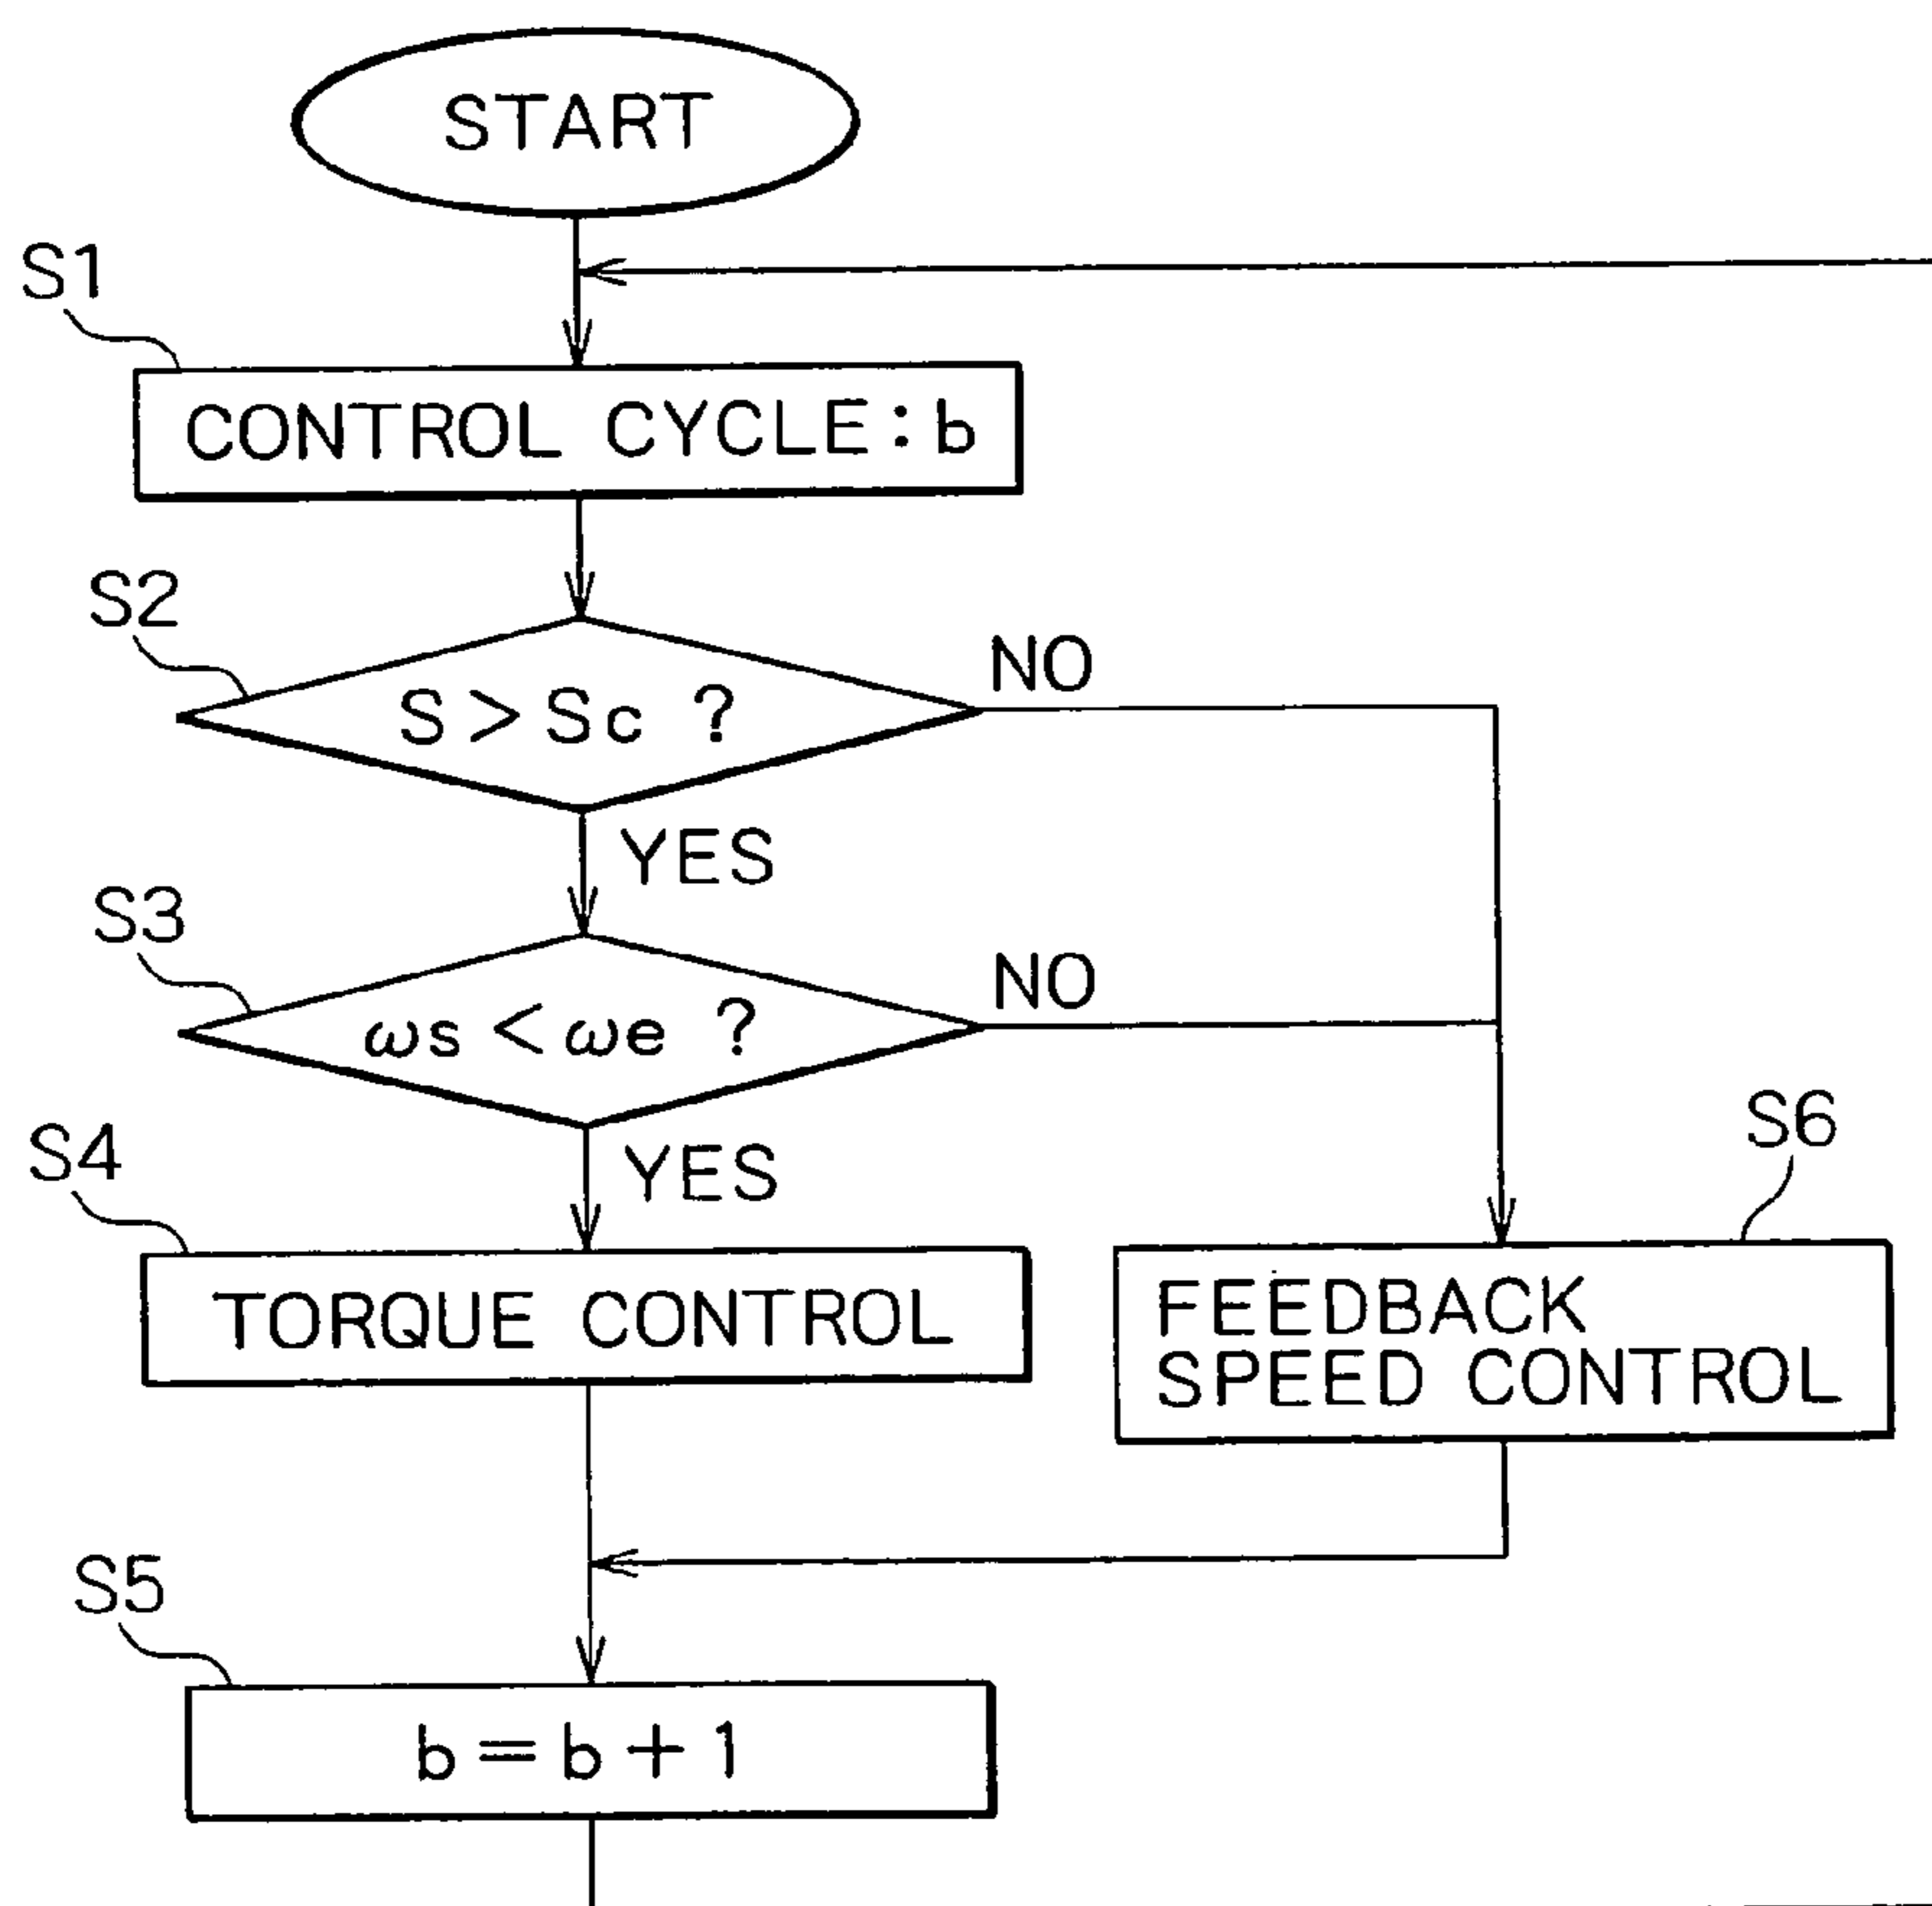 START
S1
CONTROL CYCLE:b
S2
S>Sc ?
NO
YES
S3
ωs<ωe ?
NO
YES
S4
TORQUE CONTROL
S6
FEEDBACK
SPEED CONTROL
S5
b=b+1